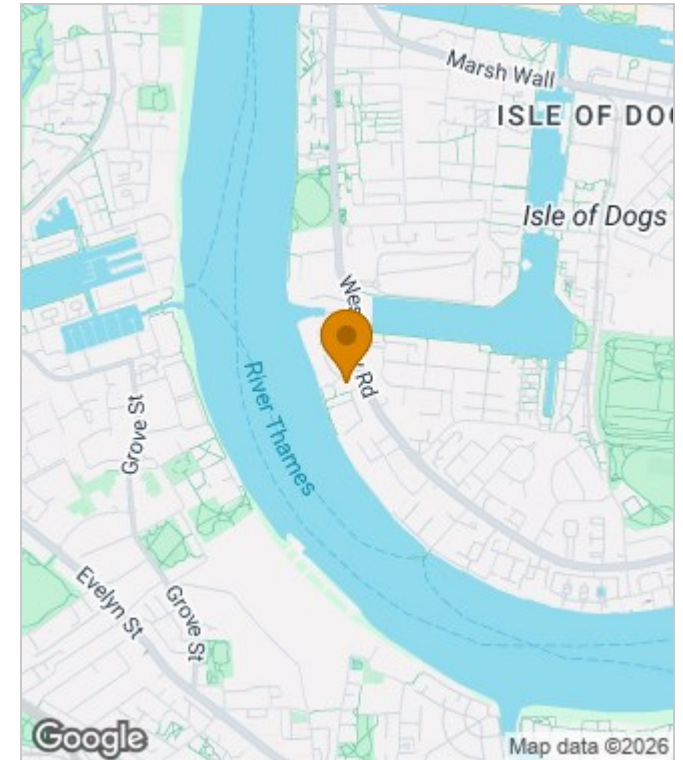 Marsh Wall
ISLE OF DO
Isle of Dogs
Rd
River Thames
Grove St
Evelyn St
Grove St
Google
Map data ©2026